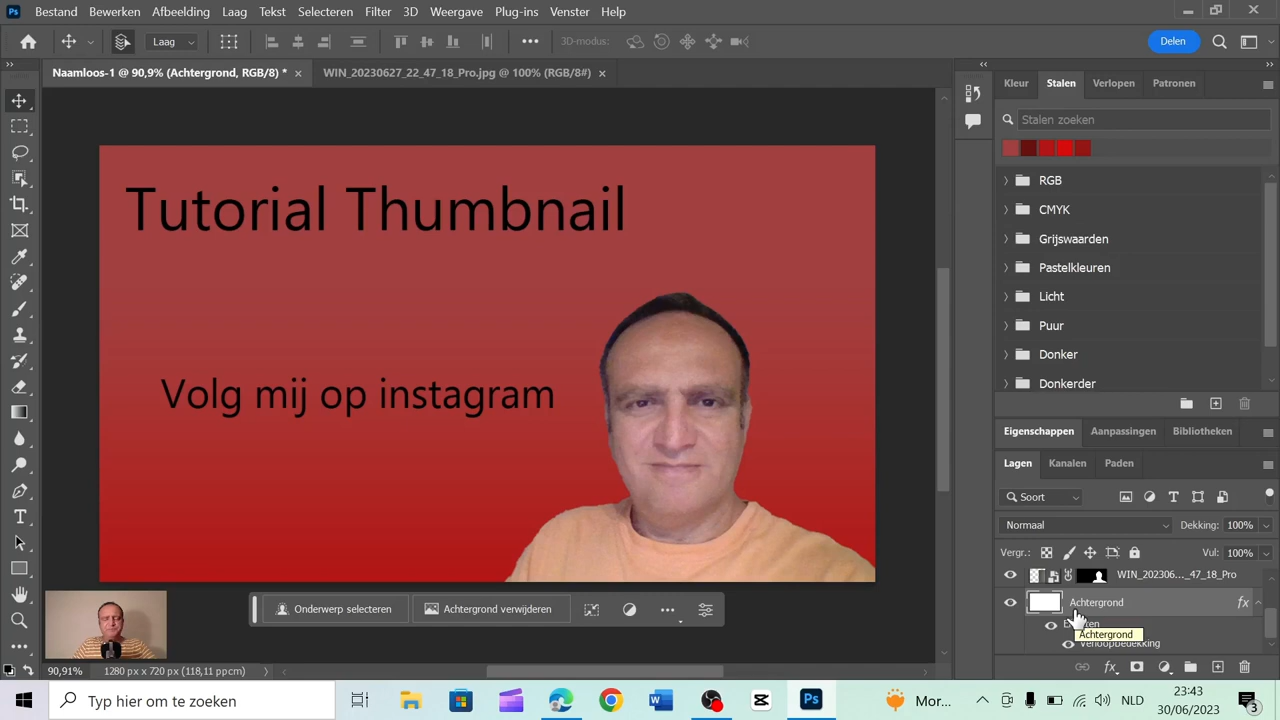 Bestand Bewerken Afbeelding Laag Tekst Selecteren Filter 3D Weergave Plug-ins Venster Help
Laag 3D-modus: Delen
Naamloos-1 @ 90,9% (Achtergrond, RGB/8) * WIN_20230627_22_47_18_Pro.jpg @ 100% (RGB/8#)
Kleur Stalen Verlopen Patronen
Stalen zoeken
RGB
CMYK
Grijswaarden
Pastelkleuren
Licht
Puur
Donker
Donkerder
Tutorial Thumbnail
Volg mij op instagram
Eigenschappen Aanpassingen Bibliotheken
Lagen Kanalen Paden
Soort
Normaal Dekking: 100%
Vergr.: Vul: 100%
WIN_202306..._47_18_Pro
Achtergrond fx
Achtergrond
Verloopbedekking
Onderwerp selecteren Achtergrond verwijderen
90,91% 1280 px x 720 px (118,11 ppcm)
Typ hier om te zoeken
Mor... NLD 23:43
30/06/2023 3